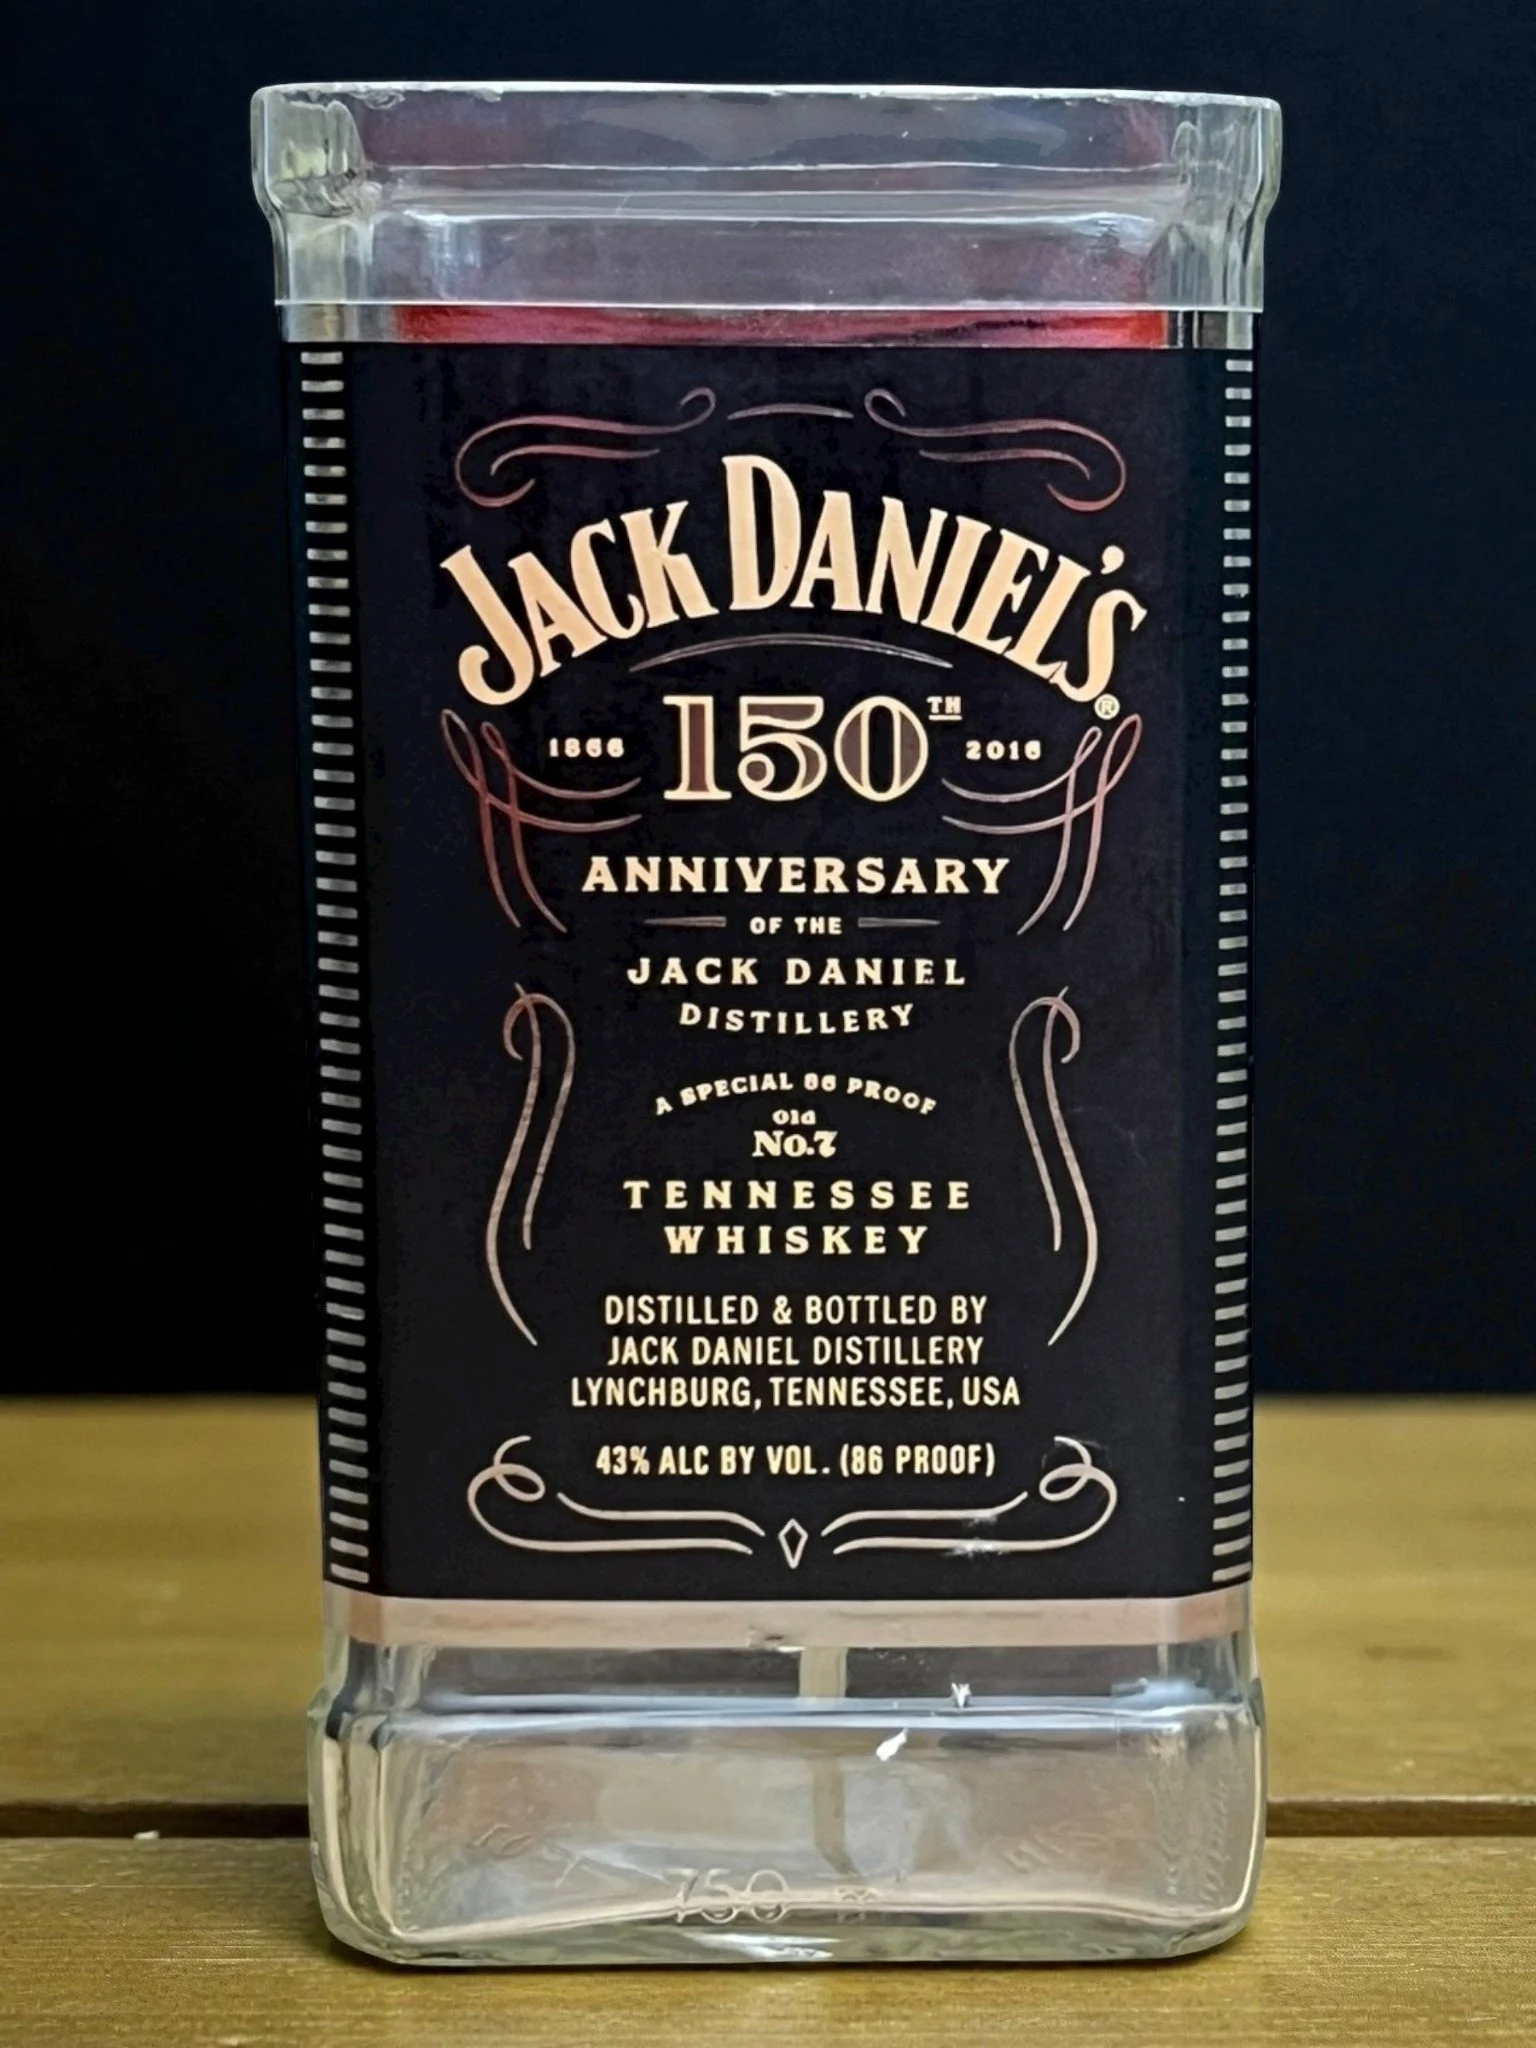 JACK DANIEL'S®
1866 150TH 2016
ANNIVERSARY
OF THE
JACK DANIEL
DISTILLERY
A SPECIAL 86 PROOF
Old
No.7
TENNESSEE
WHISKEY
DISTILLED & BOTTLED BY
JACK DANIEL DISTILLERY
LYNCHBURG, TENNESSEE, USA
43% ALC BY VOL. (86 PROOF)
750 m